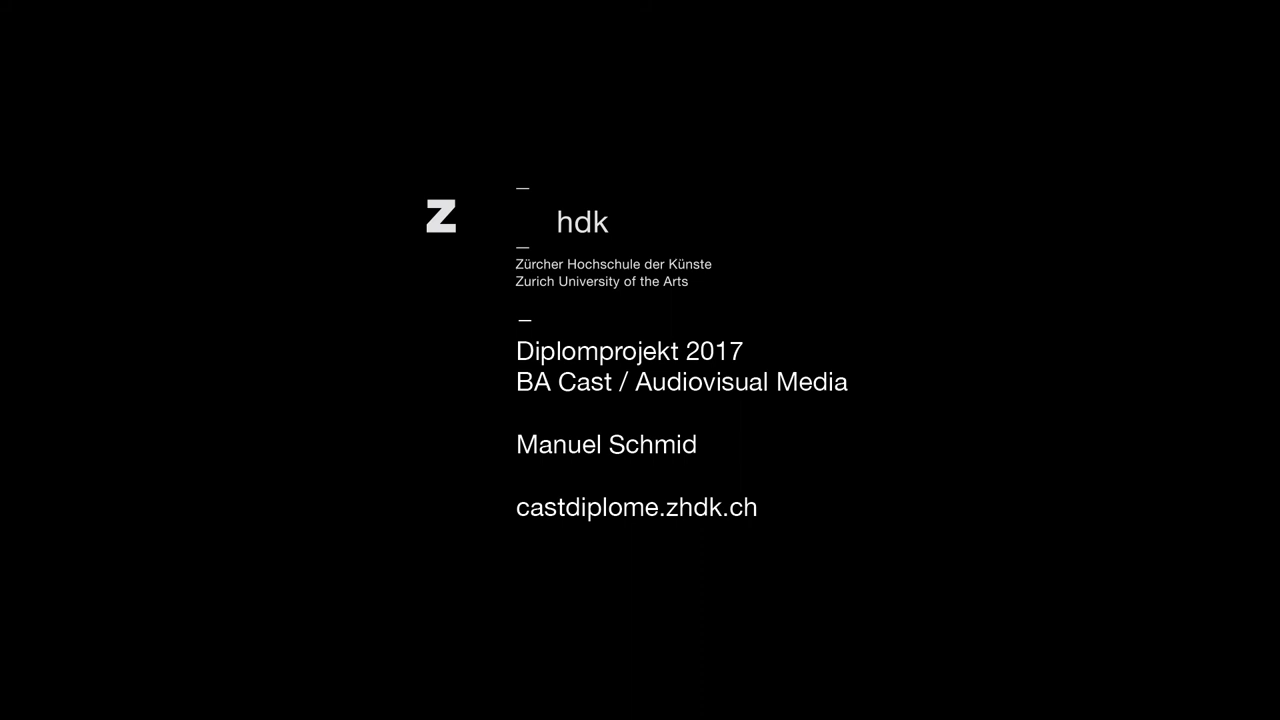 Z hdk
Zürcher Hochschule der Künste
Zurich University of the Arts
Diplomprojekt 2017
BA Cast / Audiovisual Media
Manuel Schmid
castdiplome.zhdk.ch